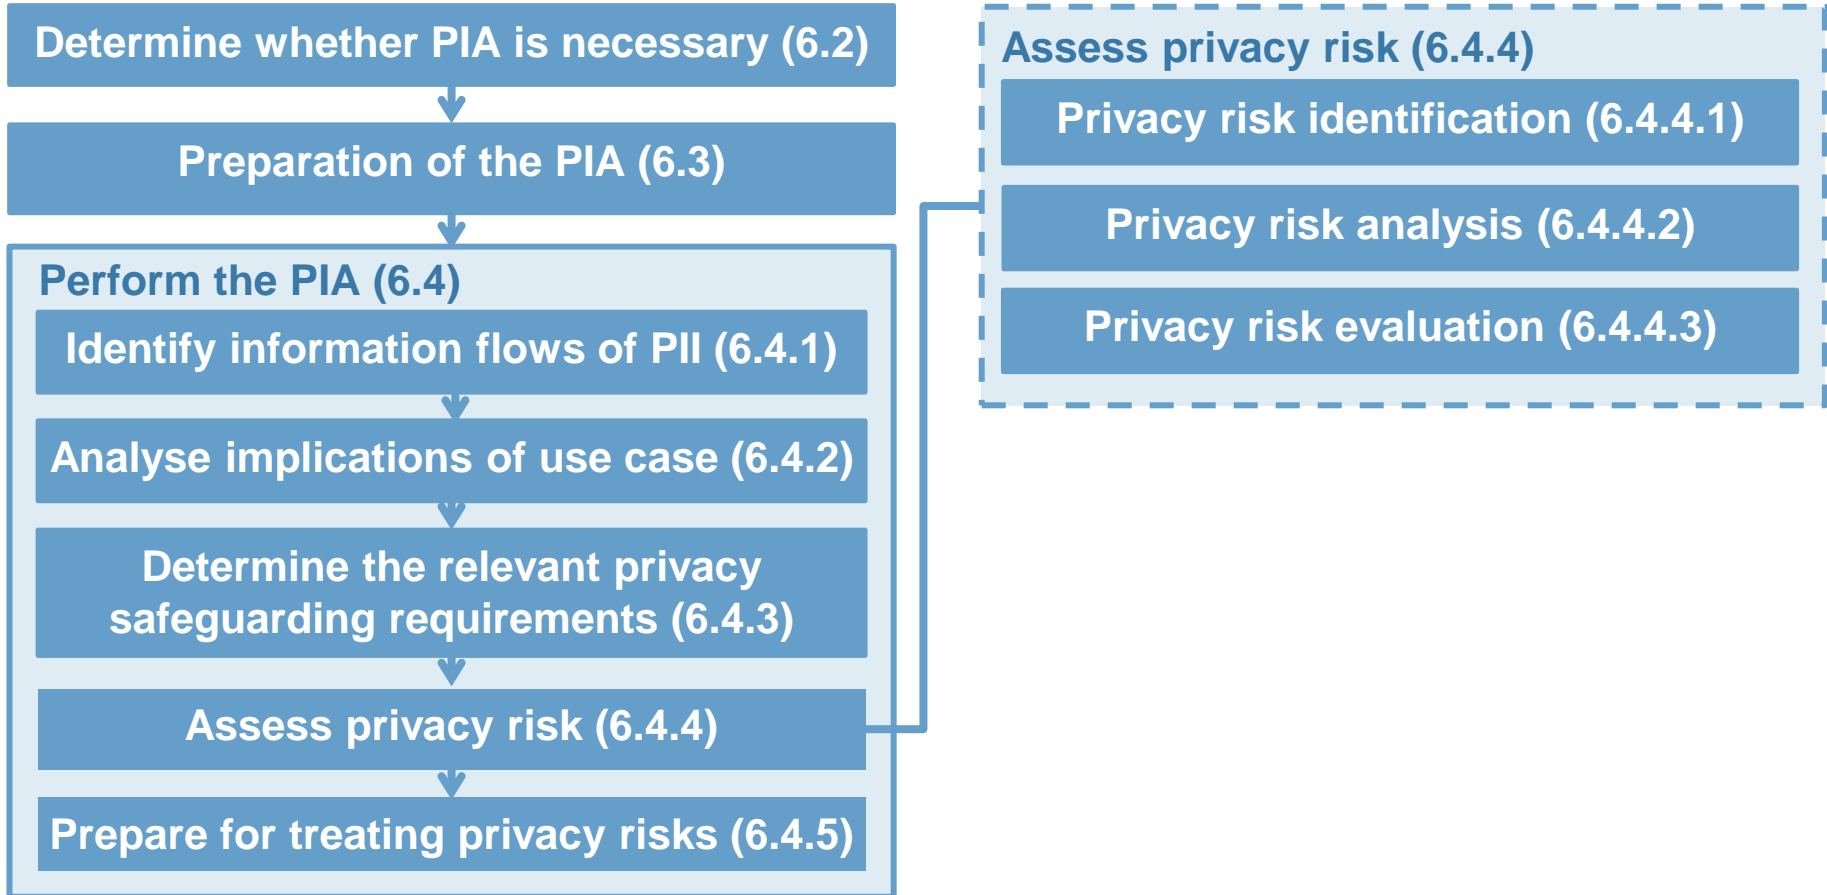 Determine whether PIA is necessary (6.2)
Preparation of the PIA (6.3)
Perform the PIA (6.4)
Identify information flows of PII (6.4.1)
Analyse implications of use case (6.4.2)
Determine the relevant privacy
safeguarding requirements (6.4.3)
Assess privacy risk (6.4.4)
Prepare for treating privacy risks (6.4.5)
Assess privacy risk (6.4.4)
Privacy risk identification (6.4.4.1)
Privacy risk analysis (6.4.4.2)
Privacy risk evaluation (6.4.4.3)